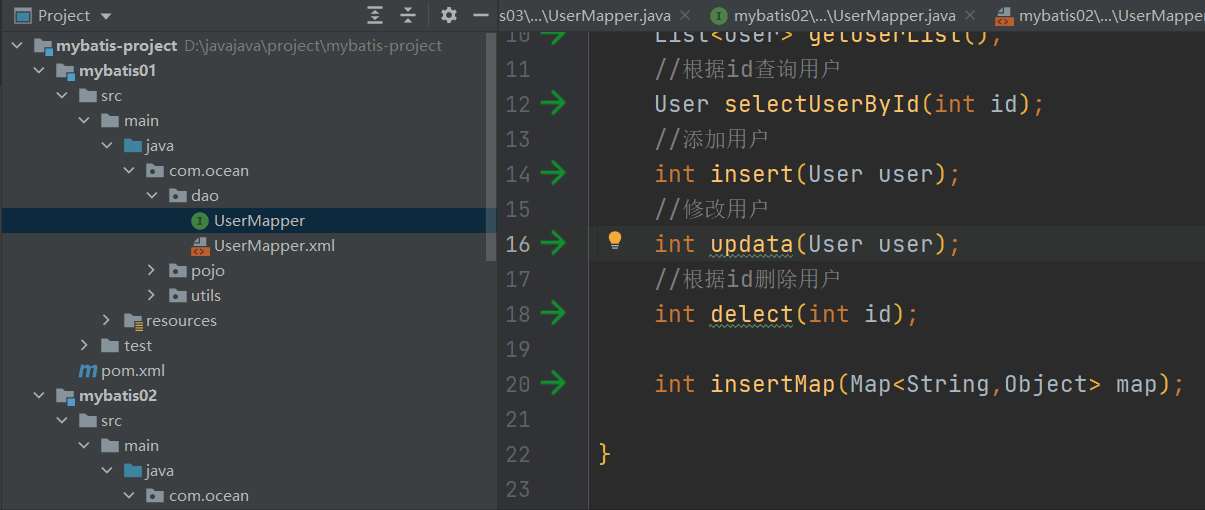 Project
mybatis-project D:\javajava\project\mybatis-project
mybatis01
src
main
java
com.ocean
dao
UserMapper
UserMapper.xml
pojo
utils
resources
test
pom.xml
mybatis02
src
main
java
com.ocean
s03\...\UserMapper.java
mybatis02\...\UserMapper.java
mybatis02\...\UserMapper
10 List<User> getUserList();
11 //根据id查询用户
12 User selectUserById(int id);
13 //添加用户
14 int insert(User user);
15 //修改用户
16 int updata(User user);
17 //根据id删除用户
18 int delect(int id);
19
20 int insertMap(Map<String,Object> map);
21
22 }
23